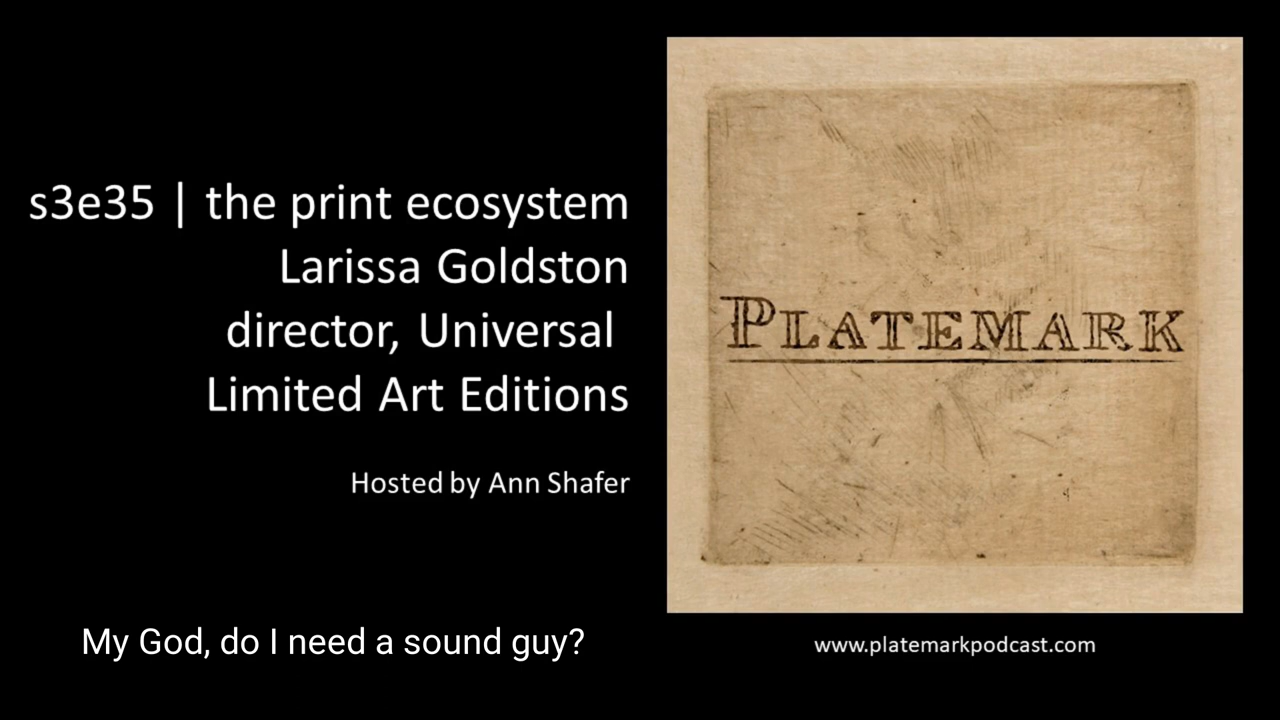 s3e35 | the print ecosystem
Larissa Goldston
director, Universal
Limited Art Editions
Hosted by Ann Shafer
My God, do I need a sound guy?
PLATEMARK
www.platemarkpodcast.com